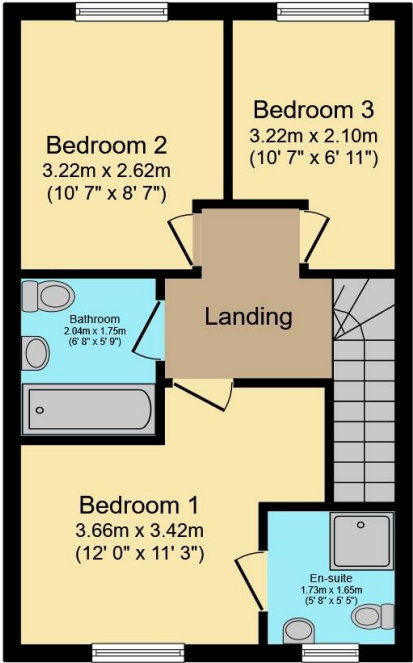 Bedroom 2
3.22m x 2.62m
(10' 7" x 8' 7")
Bedroom 3
3.22m x 2.10m
(10' 7" x 6' 11")
Bathroom
2.04m x 1.75m
(6' 8" x 5' 9")
Landing
Bedroom 1
3.66m x 3.42m
(12' 0" x 11' 3")
En-suite
1.73m x 1.65m
(5' 8" x 5' 5")